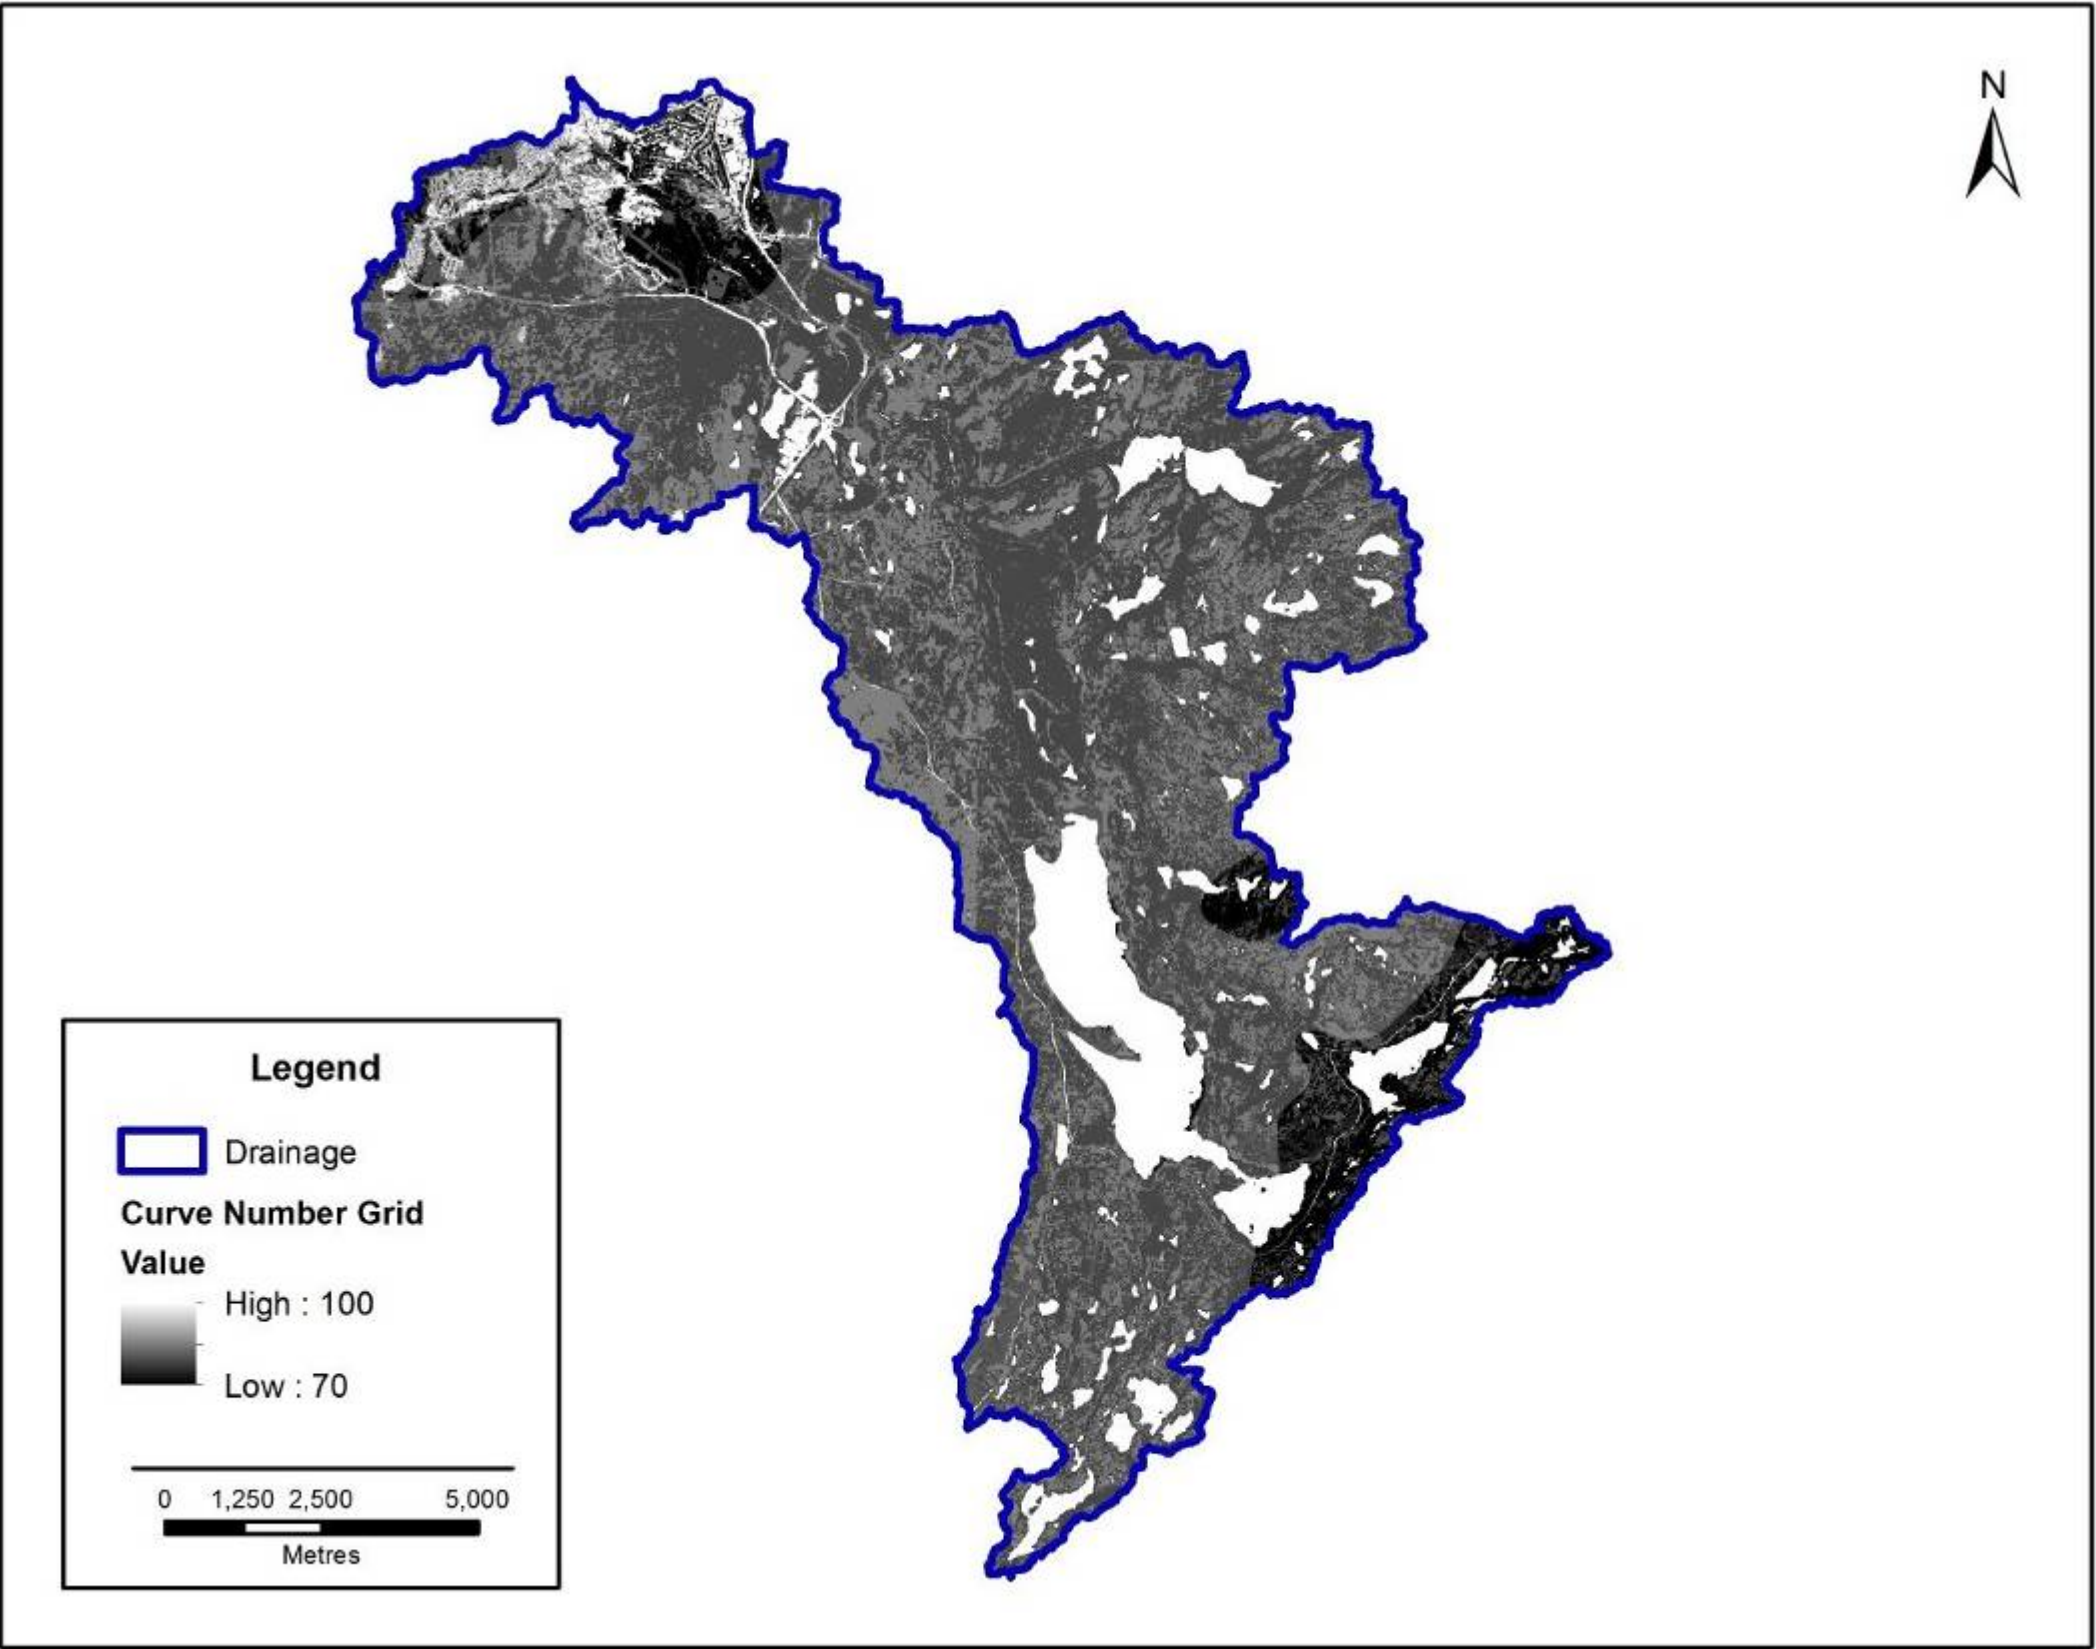 N
Legend
Drainage
Curve Number Grid
Value
High : 100
Low : 70
0 1,250 2,500 5,000
Metres